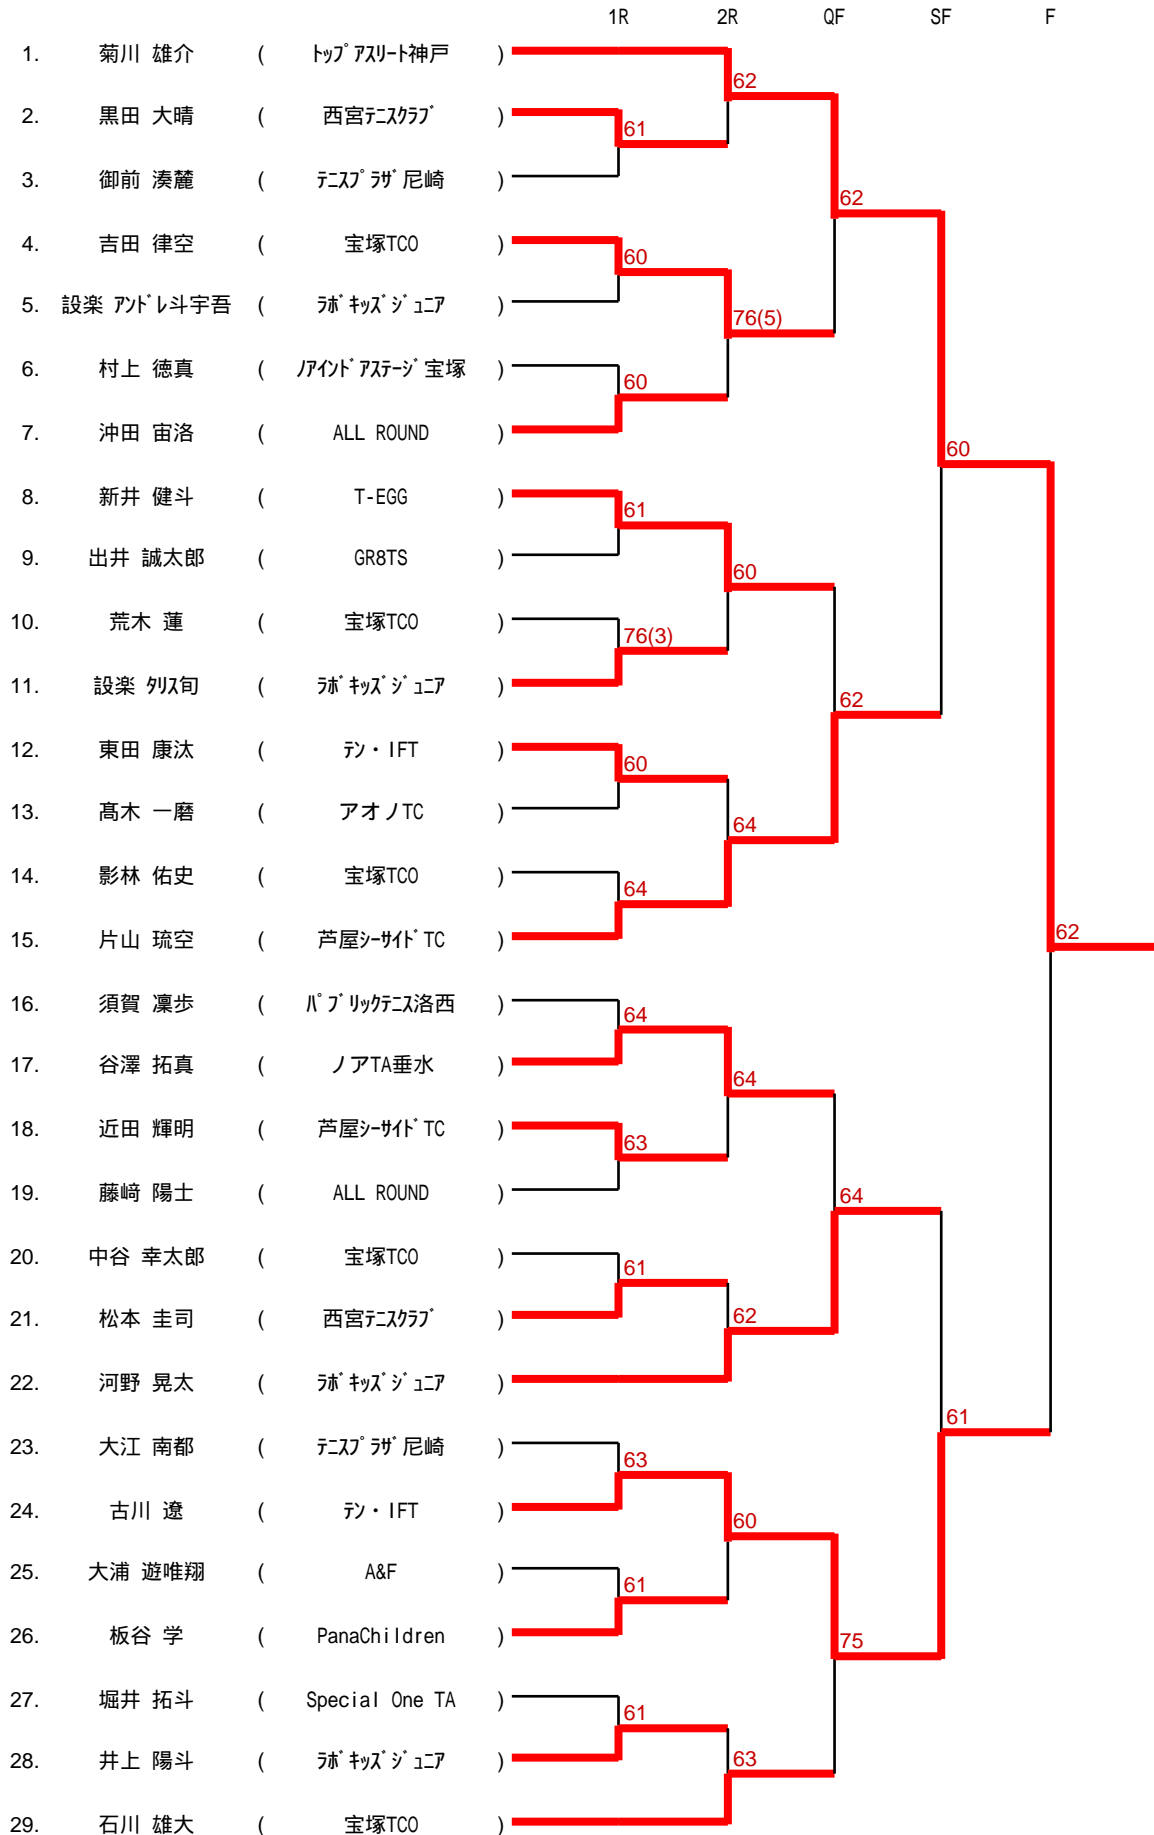 1R 2R QF SF F
1. 菊川 雄介 ( トップアスリート神戸 )
62
2. 黒田 大晴 ( 西宮テニスクラブ )
61
3. 御前 湊麓 ( テニスプラザ尼崎 )
62
4. 吉田 律空 ( 宝塚TCO )
60
5. 設楽 アンドレ斗宇吾 ( ラボキッズジュニア )
76(5)
6. 村上 徳真 ( ノアインドアステージ宝塚 )
60
7. 沖田 宙洛 ( ALL ROUND )
60
8. 新井 健斗 ( T-EGG )
61
9. 出井 誠太郎 ( GR8TS )
60
10. 荒木 蓮 ( 宝塚TCO )
76(3)
11. 設楽 タリス旬 ( ラボキッズジュニア )
62
12. 東田 康汰 ( テン・IFT )
60
13. 髙木 一磨 ( アオノTC )
64
14. 影林 佑史 ( 宝塚TCO )
64
15. 片山 琉空 ( 芦屋シーサイドTC )
62
16. 須賀 凜歩 ( パブリックテニス洛西 )
64
17. 谷澤 拓真 ( ノアTA垂水 )
64
18. 近田 輝明 ( 芦屋シーサイドTC )
63
19. 藤﨑 陽士 ( ALL ROUND )
64
20. 中谷 幸太郎 ( 宝塚TCO )
61
21. 松本 圭司 ( 西宮テニスクラブ )
62
22. 河野 晃太 ( ラボキッズジュニア )
61
23. 大江 南都 ( テニスプラザ尼崎 )
63
24. 古川 遼 ( テン・IFT )
60
25. 大浦 遊唯翔 ( A&F )
61
26. 板谷 学 ( PanaChildren )
75
27. 堀井 拓斗 ( Special One TA )
61
28. 井上 陽斗 ( ラボキッズジュニア )
63
29. 石川 雄大 ( 宝塚TCO )